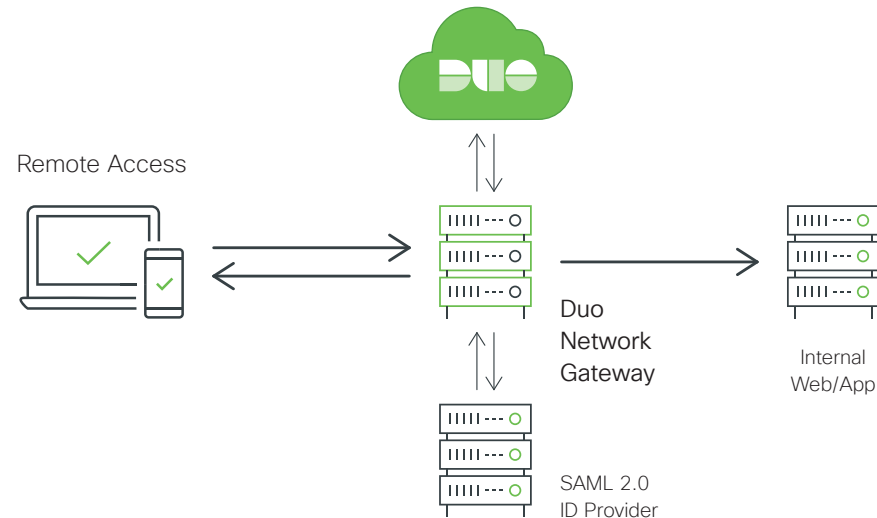 DUO
Remote Access
Duo
Network
Gateway
Internal
Web/App
SAML 2.0
ID Provider